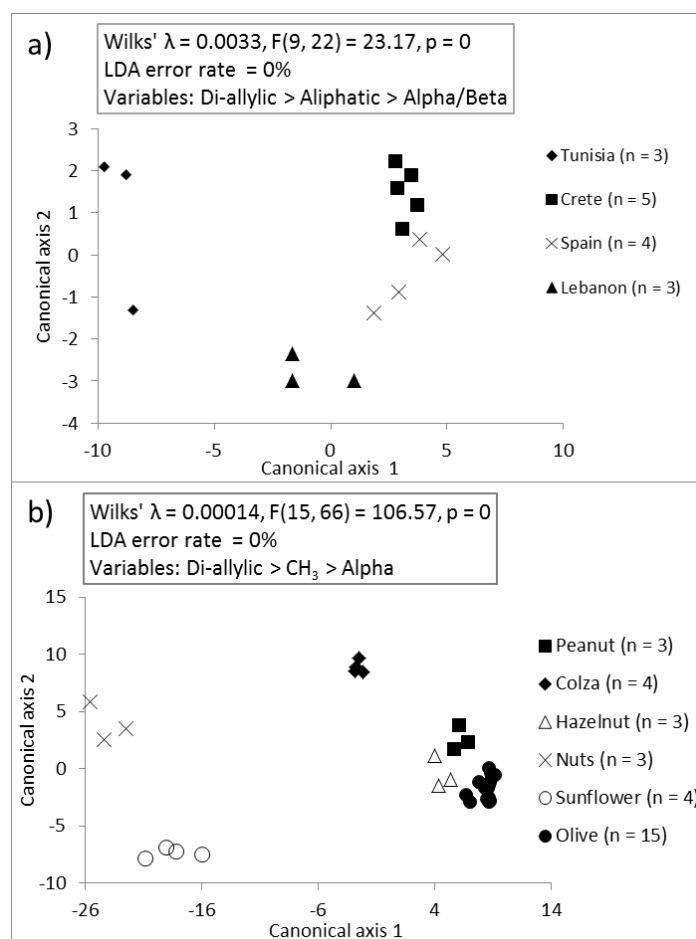 a)
Wilks' λ = 0.0033, F(9, 22) = 23.17, p = 0
LDA error rate = 0%
Variables: Di-allylic > Aliphatic > Alpha/Beta
3
2
1
0
-1
-2
-3
-4
Canonical axis 2
-10
-5
0
5
10
Canonical axis 1
Tunisia (n = 3)
Crete (n = 5)
Spain (n = 4)
Lebanon (n = 3)
b)
Wilks' λ = 0.00014, F(15, 66) = 106.57, p = 0
LDA error rate = 0%
Variables: Di-allylic > CH₃ > Alpha
15
10
5
0
-5
-10
Canonical axis 2
-26
-16
-6
4
14
Canonical axis 1
Peanut (n = 3)
Colza (n = 4)
Hazelnut (n = 3)
Nuts (n = 3)
Sunflower (n = 4)
Olive (n = 15)